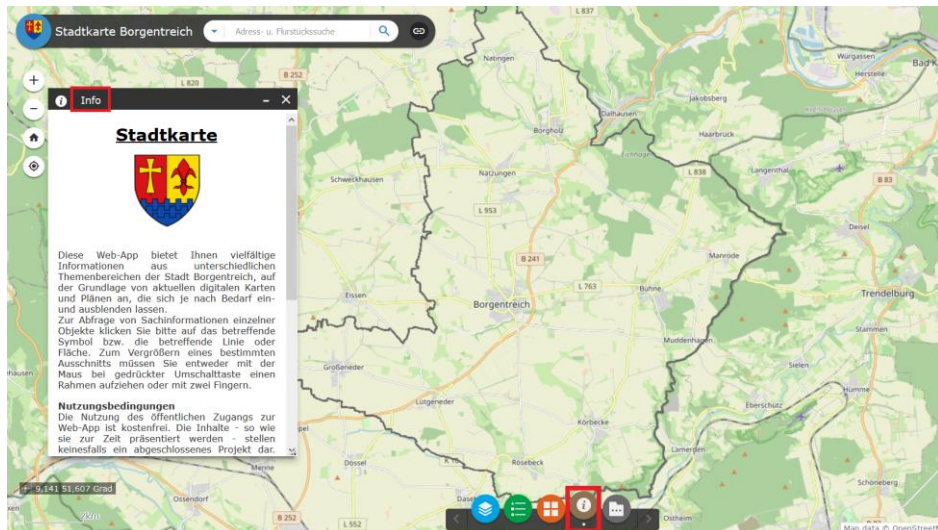 Stadtkarte Borgentreich
Adress- u. Flurstückssuche
L 837
Natingen
Würgassen
Bad K
Herstelle
L 820
B 252
Info
Jakobsberg
Dalhausen
Stadtkarte
Borgholz
Haarbrück
Schweckhausen
Natzungen
L 838
Langenthal
B 83
L 953
Deisel
Diese Web-App bietet Ihnen vielfältige
Informationen aus unterschiedlichen
Themenbereichen der Stadt Borgentreich, auf
der Grundlage von aktuellen digitalen Karten
und Plänen an, die sich je nach Bedarf ein-
und ausblenden lassen.
Zur Abfrage von Sachinformationen einzelner
Objekte klicken Sie bitte auf das betreffende
Symbol bzw. die betreffende Linie oder
Fläche. Zum Vergrößern eines bestimmten
Ausschnitts müssen Sie entweder mit der
Maus bei gedrückter Umschalttaste einen
Rahmen aufziehen oder mit zwei Fingern.
Nutzungsbedingungen
Die Nutzung des öffentlichen Zugangs zur
Web-App ist kostenfrei. Die Inhalte - so wie
sie zur Zeit präsentiert werden - stellen
keinesfalls ein abgeschlossenes Projekt dar.
B 241
Manrode
Eissen
L 763
Bühne
Borgentreich
Trendelburg
Muddenhagen
Stammen
Großeneder
Sielen
hausen
Hümme
Lütgeneder
Eberschütz
Körbecke
Lamerden
Menne
Dössel
Rösebeck
Schöneberg
9,141 51,607 Grad
Ossendorf
2km
B 252
L 552
Ostheim
Map data © OpenStreet